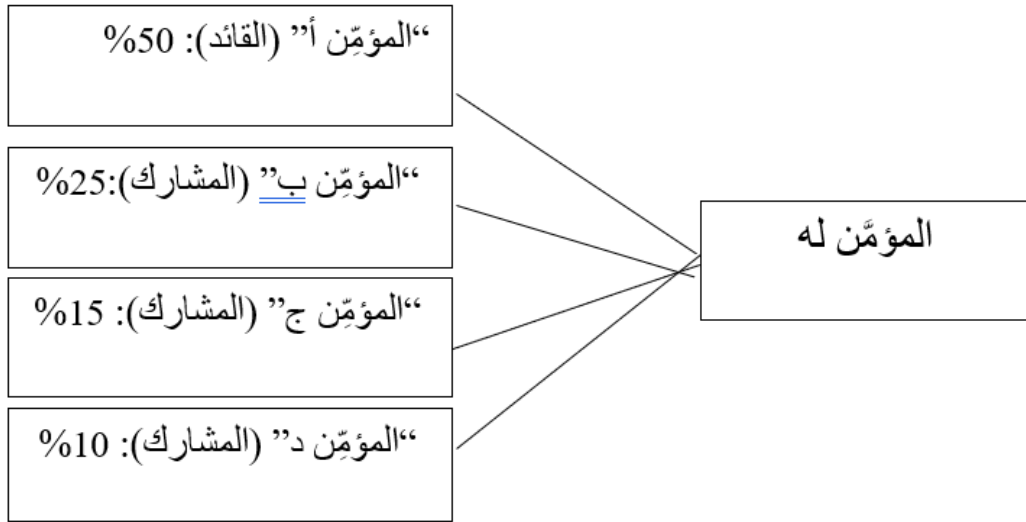 “المؤمِّن أ” (القائد): 50%
“المؤمِّن ب” (المشارك):25%
“المؤمِّن ج” (المشارك): 15%
“المؤمِّن د” (المشارك): 10%
المؤمَّن له